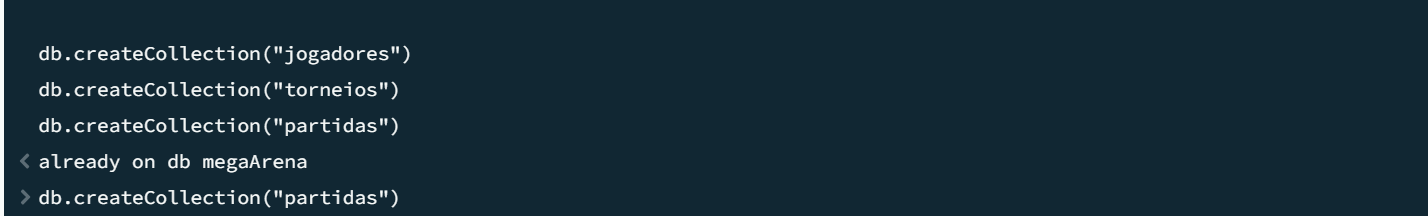 db.createCollection("jogadores")
db.createCollection("torneios")
db.createCollection("partidas")
< already on db megaArena
> db.createCollection("partidas")